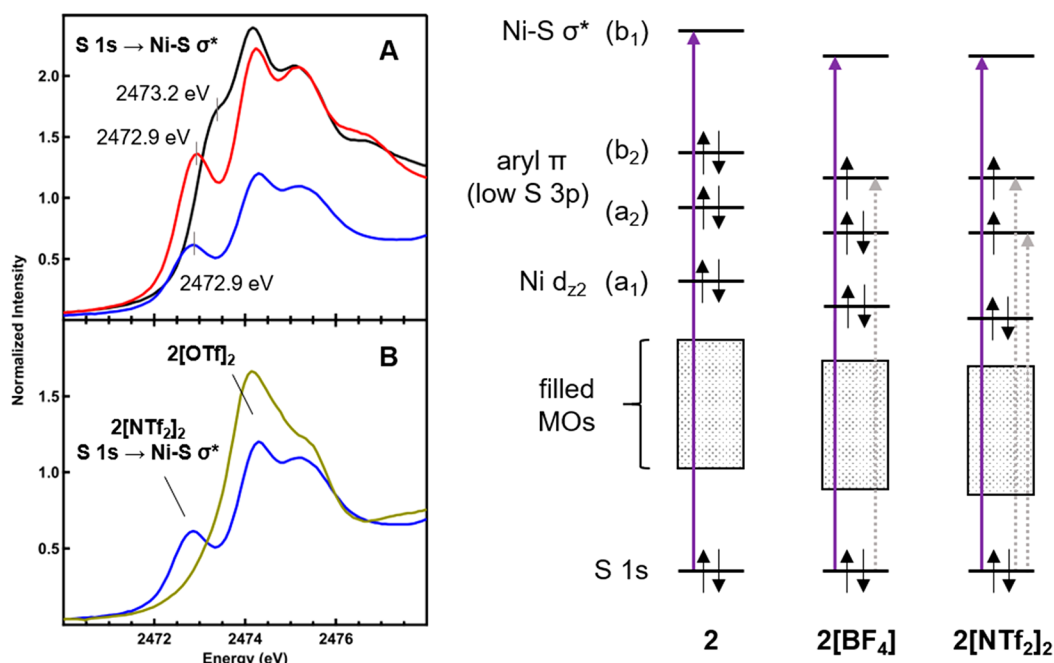 A
S 1s → Ni-S σ*
2473.2 eV
2472.9 eV
2472.9 eV
2.0
1.5
1.0
0.5
Normalized Intensity
B
2[OTf]2
2[NTf2]2
S 1s → Ni-S σ*
1.5
1.0
0.5
2472
2474
2476
Energy (eV)
Ni-S σ* (b1)
aryl π
(low S 3p)
(b2)
(a2)
Ni dz2 (a1)
filled
MOs
S 1s
2
2[BF4]
2[NTf2]2